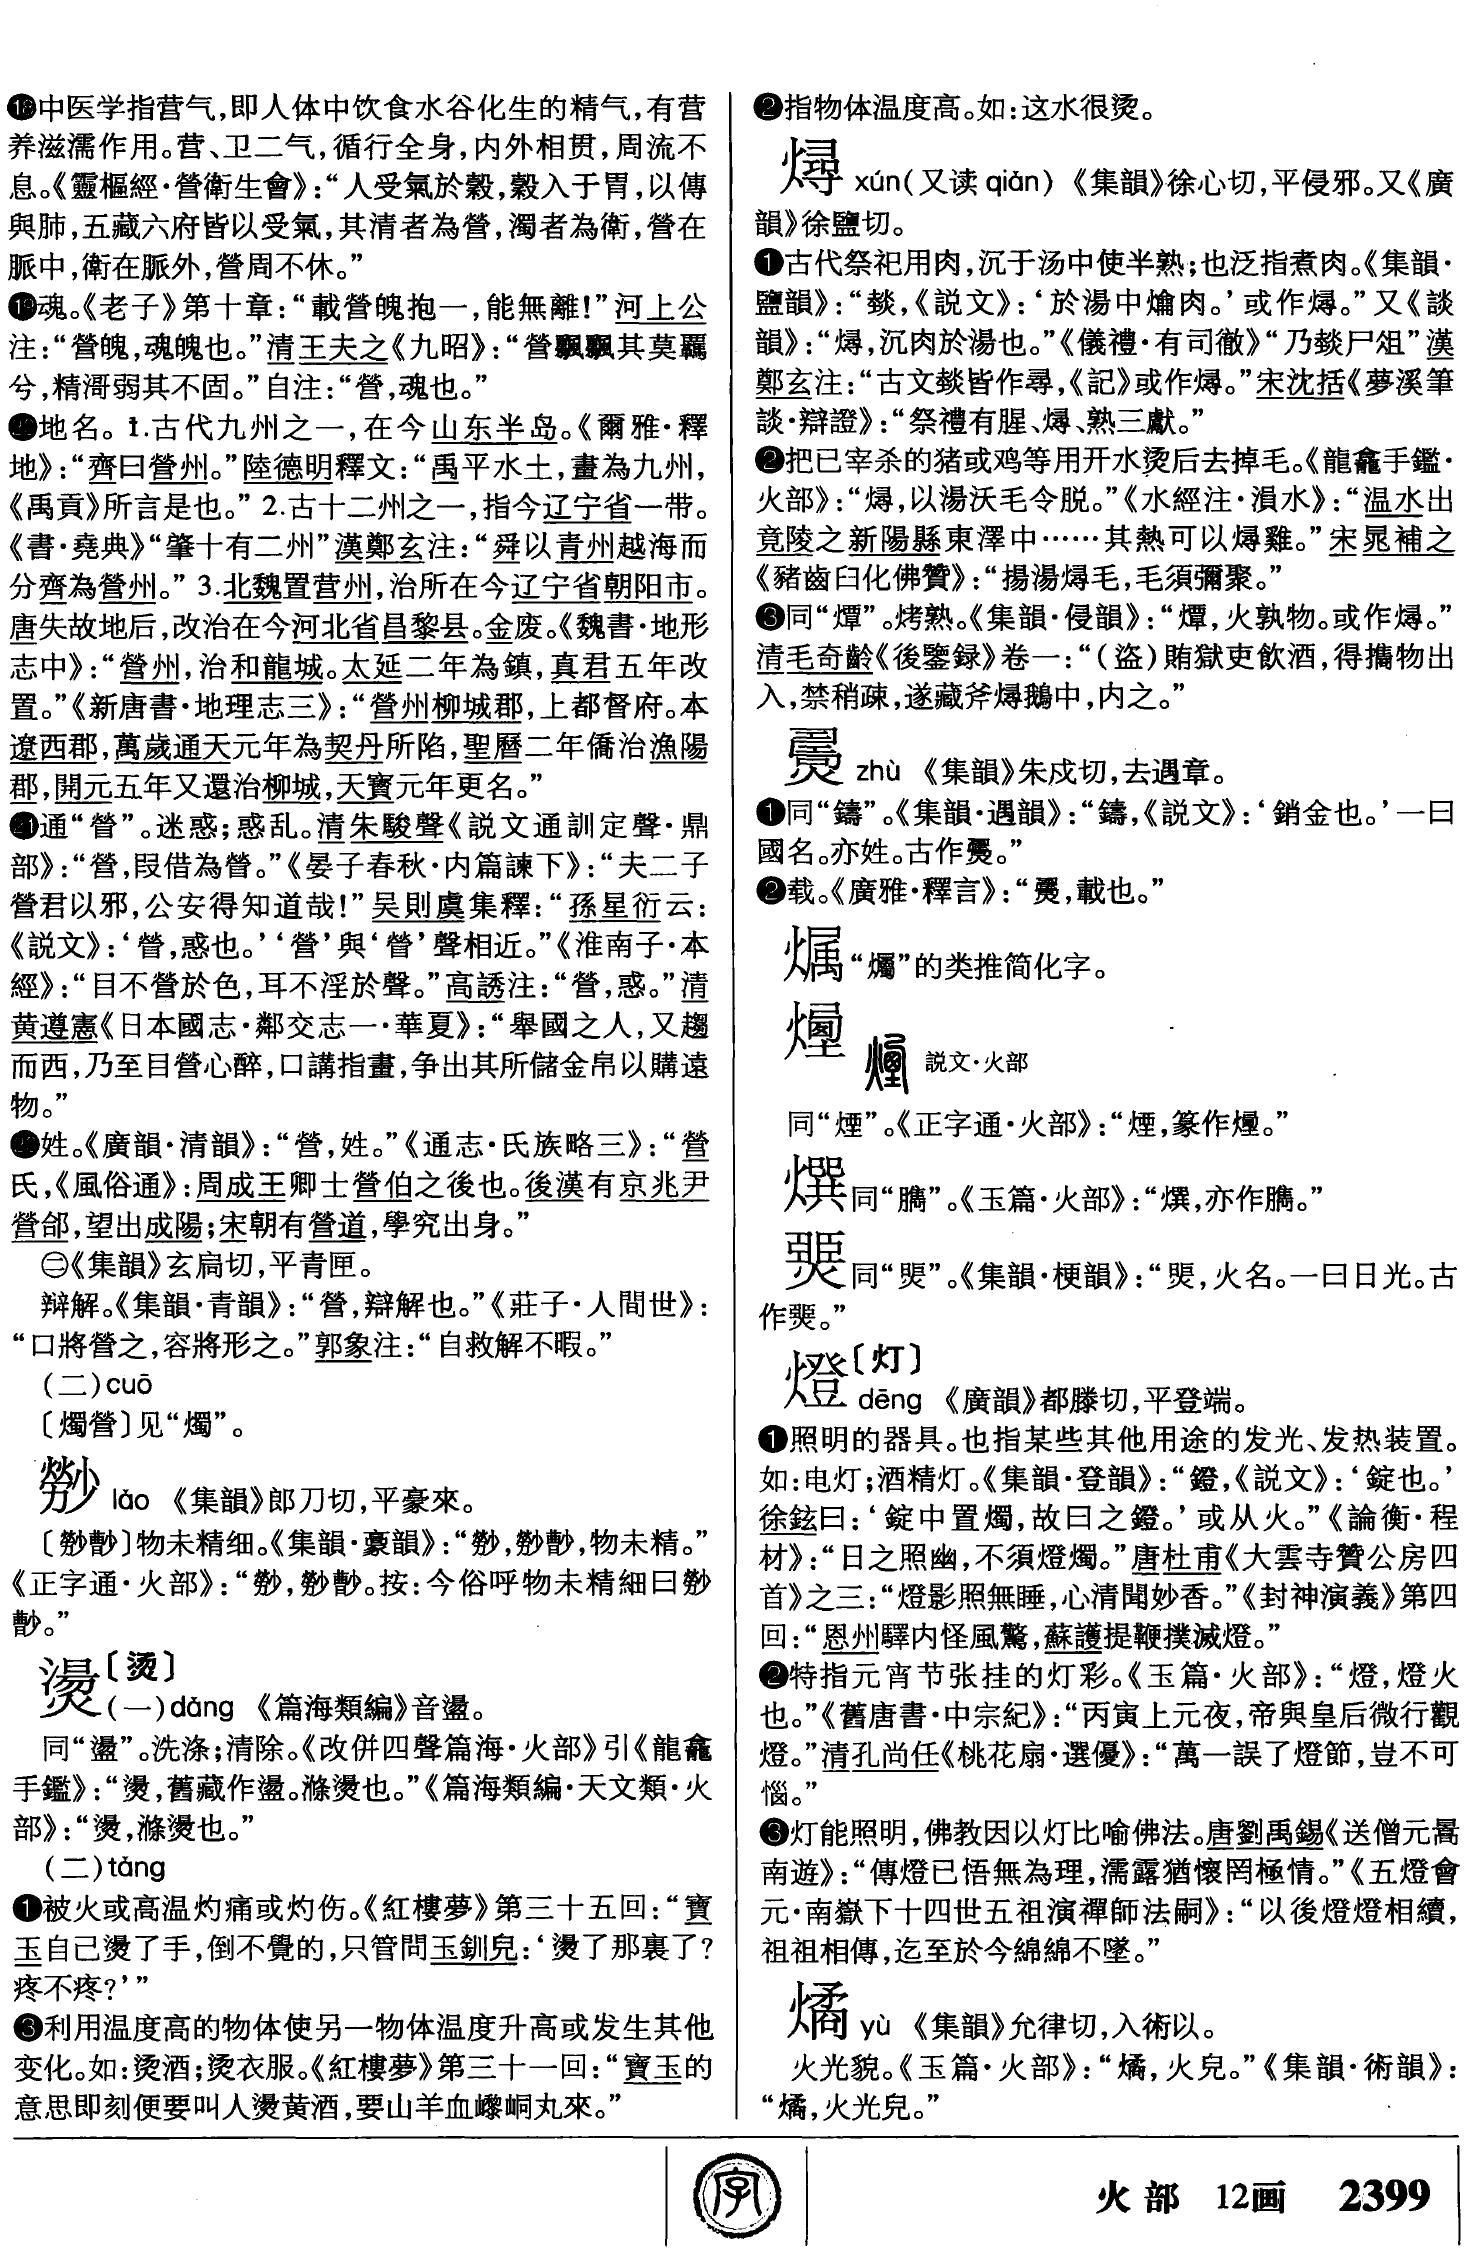 ⓲中医学指营气,即人体中饮食水谷化生的精气,有营
养滋濡作用。营、卫二气,循行全身,内外相贯,周流不
息。《靈樞經·營衛生會》:“人受氣於穀,穀入于胃,以傳
與肺,五藏六府皆以受氣,其清者為營,濁者為衛,營在
脈中,衛在脈外,營周不休。”
⓳魂。《老子》第十章:“載營魄抱一,能無離!”河上公
注:“營魄,魂魄也。”清王夫之《九昭》:“營飄飄其莫羈
兮,精滒弱其不固。”自注:“營,魂也。”
⓴地名。1.古代九州之一,在今山东半岛。《爾雅·釋
地》:“齊曰營州。”陸德明釋文:“禹平水土,畫為九州,
《禹貢》所言是也。”2.古十二州之一,指今辽宁省一带。
《書·堯典》“肇十有二州”漢鄭玄注:“舜以青州越海而
分齊為營州。”3.北魏置营州,治所在今辽宁省朝阳市。
唐失故地后,改治在今河北省昌黎县。金废。《魏書·地形
志中》:“營州,治和龍城。太延二年為鎮,真君五年改
置。”《新唐書·地理志三》:“營州柳城郡,上都督府。本
遼西郡,萬歲通天元年為契丹所陷,聖曆二年僑治漁陽
郡,開元五年又還治柳城,天寶元年更名。”
㉑通“䁝”。迷惑;惑乱。清朱駿聲《説文通訓定聲·鼎
部》:“營,叚借為䁝。”《晏子春秋·内篇諫下》:“夫二子
營君以邪,公安得知道哉!”吴則虞集釋:“孫星衍云:
《説文》:‘䁝,惑也。’‘營’與‘䁝’聲相近。”《淮南子·本
經》:“目不營於色,耳不淫於聲。”高誘注:“營,惑。”清
黄遵憲《日本國志·鄰交志一·華夏》:“舉國之人,又趨
而西,乃至目營心醉,口講指畫,争出其所儲金帛以購遠
物。”
㉒姓。《廣韻·清韻》:“營,姓。”《通志·氏族略三》:“營
氏,《風俗通》:周成王卿士營伯之後也。後漢有京兆尹
營郃,望出成陽;宋朝有營道,學究出身。”
㊁《集韻》玄扃切,平青匣。
辩解。《集韻·青韻》:“營,辯解也。”《莊子·人間世》:
“口將營之,容將形之。”郭象注:“自救解不暇。”
(二)cuō
〔燭營〕见“燭”。
lǎo 《集韻》郎刀切,平豪來。
物未精细。《集韻·豪韻》:“物未精。”
《正字通·火部》:“按:今俗呼物未精細曰
燙〔烫〕
(一)dàng 《篇海類編》音盪。
同“盪”。洗涤;清除。《改併四聲篇海·火部》引《龍龕
手鑑》:“燙,舊藏作盪。滌燙也。”《篇海類編·天文類·火
部》:“燙,滌燙也。”
(二)tàng
❶被火或高温灼痛或灼伤。《紅樓夢》第三十五回:“寶
玉自己燙了手,倒不覺的,只管問玉釧兒:‘燙了那裏了?
疼不疼?’”
❸利用温度高的物体使另一物体温度升高或发生其他
变化。如:烫酒;烫衣服。《紅樓夢》第三十一回:“寶玉的
意思即刻便要叫人燙黄酒,要山羊血㠟峒丸來。”
❷指物体温度高。如:这水很烫。
燖 xún(又读qián) 《集韻》徐心切,平侵邪。又《廣
韻》徐鹽切。
❶古代祭祀用肉,沉于汤中使半熟;也泛指煮肉。《集韻·
鹽韻》:“燅,《説文》:‘於湯中爚肉。’或作燖。”又《談
韻》:“燖,沉肉於湯也。”《儀禮·有司徹》“乃燅尸俎”漢
鄭玄注:“古文燅皆作尋,《記》或作燖。”宋沈括《夢溪筆
談·辯證》:“祭禮有腥、燖、熟三獻。”
❷把已宰杀的猪或鸡等用开水烫后去掉毛。《龍龕手鑑·
火部》:“燖,以湯沃毛令脱。”《水經注·溳水》:“温水出
竟陵之新陽縣東澤中……其熱可以燖雞。”宋晁補之
《豬齒臼化佛贊》:“揚湯燖毛,毛須彌聚。”
❸同“燂”。烤熟。《集韻·侵韻》:“燂,火孰物。或作燖。”
清毛奇齡《後鑒録》卷一:“(盗)賄獄吏飲酒,得攜物出
入,禁稍疎,遂藏斧燖鵝中,内之。”
zhù 《集韻》朱戍切,去遇章。
❶同“鑄”。《集韻·遇韻》:“鑄,《説文》:‘銷金也。’一曰
國名。亦姓。古作
❷载。《廣雅·釋言》:“載也。”
“爥”的类推简化字。
説文·火部
同“煙”。《正字通·火部》:“煙,篆作
同“臇”。《玉篇·火部》:“亦作臇。”
同“煚”。《集韻·梗韻》:“煚,火名。一曰日光。古
作
燈〔灯〕
dēng 《廣韻》都滕切,平登端。
❶照明的器具。也指某些其他用途的发光、发热装置。
如:电灯;酒精灯。《集韻·登韻》:“鐙,《説文》:‘錠也。’
徐鉉曰:‘錠中置燭,故曰之鐙。’或从火。”《論衡·程
材》:“日之照幽,不須燈燭。”唐杜甫《大雲寺贊公房四
首》之三:“燈影照無睡,心清聞妙香。”《封神演義》第四
回:“恩州驛内怪風驚,蘇護提鞭撲滅燈。”
❷特指元宵节张挂的灯彩。《玉篇·火部》:“燈,燈火
也。”《舊唐書·中宗紀》:“丙寅上元夜,帝與皇后微行觀
燈。”清孔尚任《桃花扇·選優》:“萬一誤了燈節,豈不可
惱。”
❸灯能照明,佛教因以灯比喻佛法。唐劉禹錫《送僧元暠
南遊》:“傳燈已悟無為理,濡露猶懷罔極情。”《五燈會
元·南嶽下十四世五祖演禪師法嗣》:“以後燈燈相續,
祖祖相傳,迄至於今綿綿不墜。”
燏 yù 《集韻》允律切,入術以。
火光貌。《玉篇·火部》:“燏,火皃。”《集韻·術韻》:
“燏,火光皃。”
字
火部 12画 2399